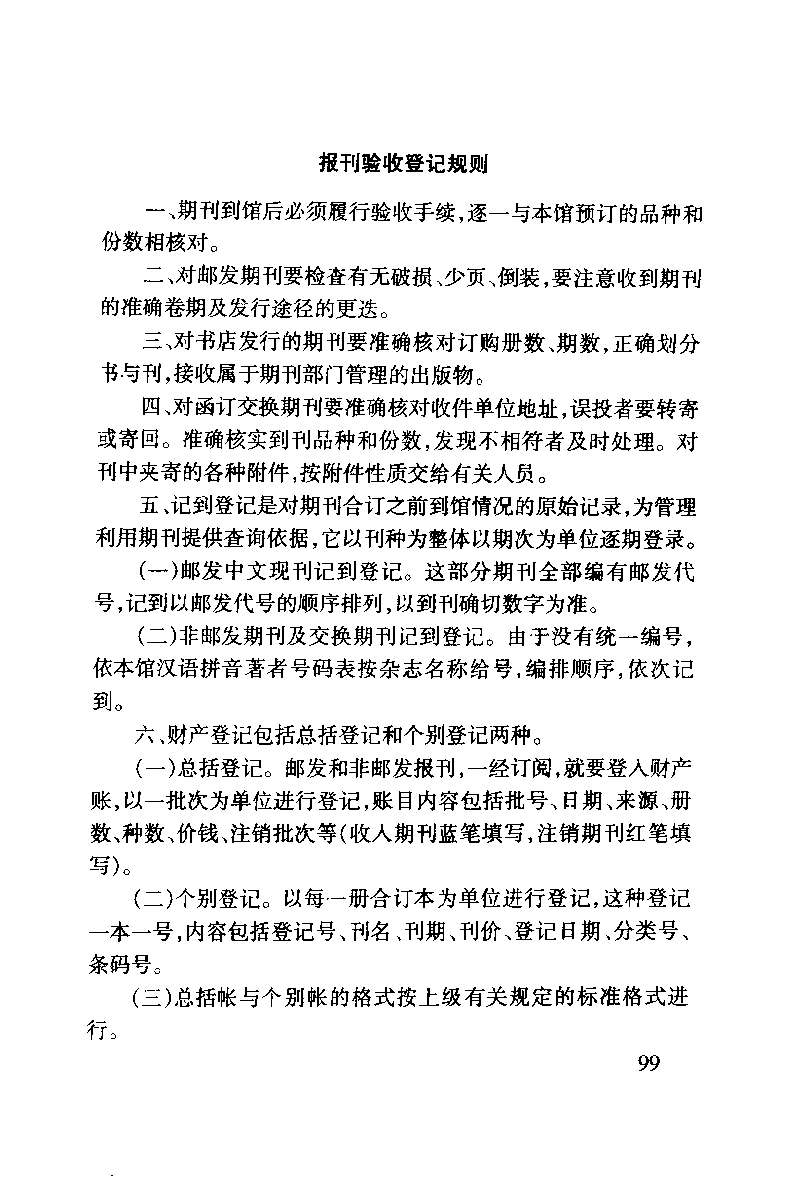 报刊验收登记规则
一、期刊到馆后必须履行验收手续,逐一与本馆预订的品种和
份数相核对。
二、对邮发期刊要检查有无破损、少页、倒装,要注意收到期刊
的准确卷期及发行途径的更迭。
三、对书店发行的期刊要准确核对订购册数、期数,正确划分
书与刊,接收属于期刊部门管理的出版物。
四、对函订交换期刊要准确核对收件单位地址,误投者要转寄
或寄回。准确核实到刊品种和份数,发现不相符者及时处理。对
刊中夹寄的各种附件,按附件性质交给有关人员。
五、记到登记是对期刊合订之前到馆情况的原始记录,为管理
利用期刊提供查询依据,它以刊种为整体以期次为单位逐期登录。
(一)邮发中文现刊记到登记。这部分期刊全部编有邮发代
号,记到以邮发代号的顺序排列,以到刊确切数字为准。
(二)非邮发期刊及交换期刊记到登记。由于没有统一编号,
依本馆汉语拼音著者号码表按杂志名称给号,编排顺序,依次记
到。
六、财产登记包括总括登记和个别登记两种。
(一)总括登记。邮发和非邮发报刊,一经订阅,就要登入财产
账,以一批次为单位进行登记,账目内容包括批号、日期、来源、册
数、种数、价钱、注销批次等(收人期刊蓝笔填写,注销期刊红笔填
写)。
(二)个别登记。以每一册合订本为单位进行登记,这种登记
一本一号,内容包括登记号、刊名、刊期、刊价、登记日期、分类号、
条码号。
(三)总括帐与个别帐的格式按上级有关规定的标准格式进
行。
99